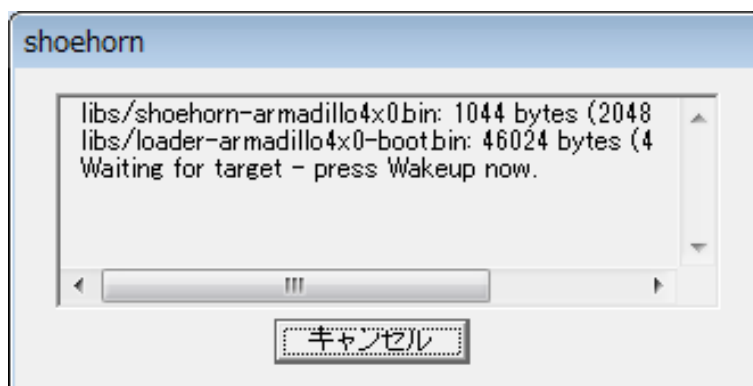 shoehorn
libs/shoehorn-armadillo4x0.bin: 1044 bytes (2048
libs/loader-armadillo4x0-boot.bin: 46024 bytes (4
Waiting for target - press Wakeup now.
キャンセル